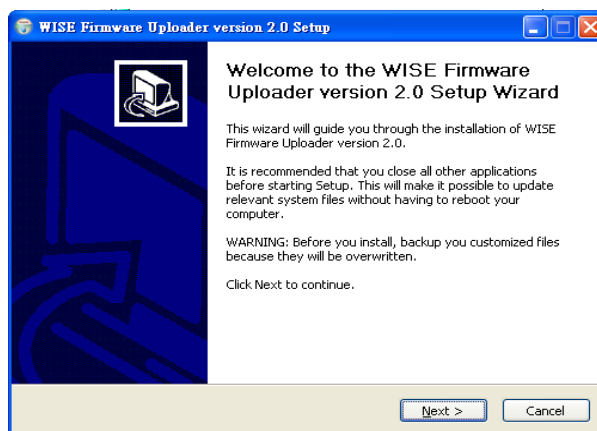 WISE Firmware Uploader version 2.0 Setup
Welcome to the WISE Firmware
Uploader version 2.0 Setup Wizard
This wizard will guide you through the installation of WISE
Firmware Uploader version 2.0.
It is recommended that you close all other applications
before starting Setup. This will make it possible to update
relevant system files without having to reboot your
computer.
WARNING: Before you install, backup you customized files
because they will be overwritten.
Click Next to continue.
Next >
Cancel